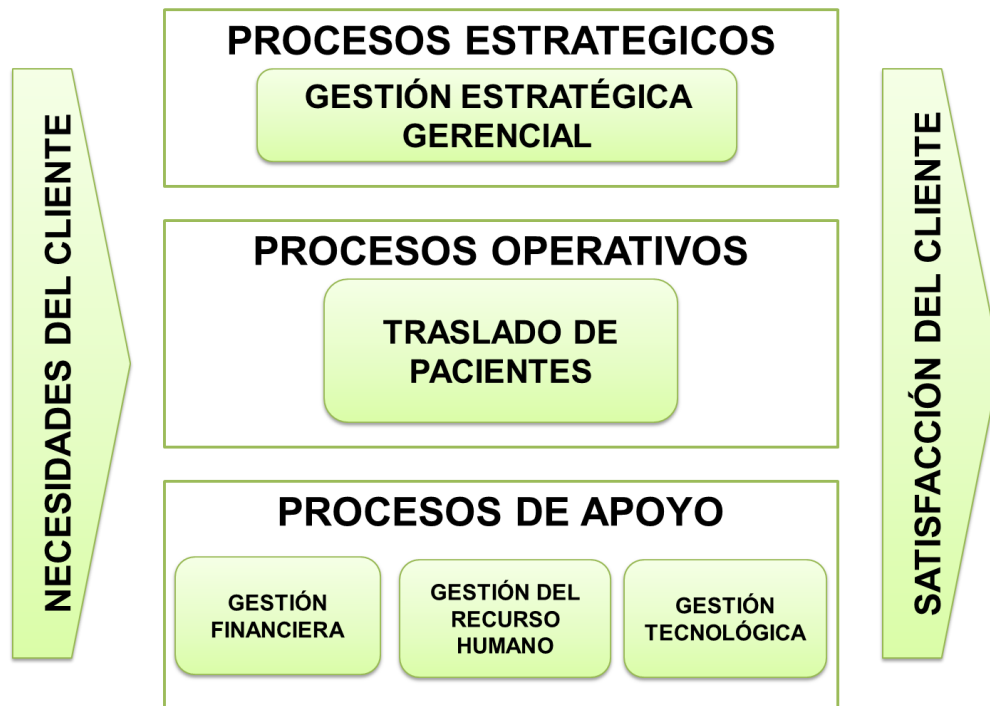 NECESIDADES DEL CLIENTE
PROCESOS ESTRATEGICOS
GESTIÓN ESTRATÉGICA
GERENCIAL
PROCESOS OPERATIVOS
TRASLADO DE
PACIENTES
PROCESOS DE APOYO
GESTIÓN
FINANCIERA
GESTIÓN DEL
RECURSO
HUMANO
GESTIÓN
TECNOLÓGICA
SATISFACCIÓN DEL CLIENTE